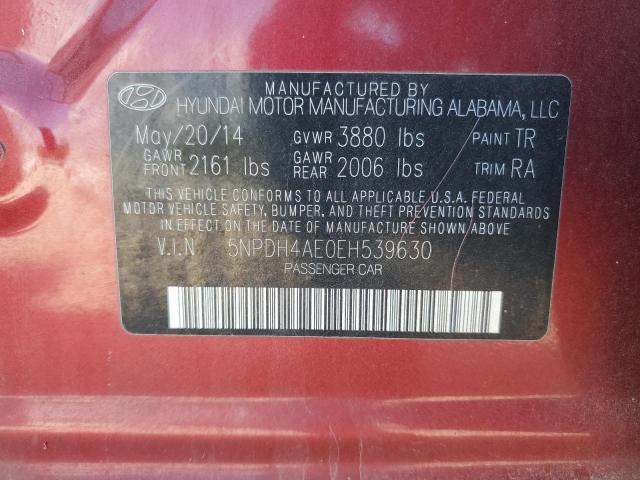 MANUFACTURED BY
HYUNDAI MOTOR MANUFACTURING ALABAMA, LLC
May/20/14 GVWR 3880 lbs PAINT TR
GAWR FRONT 2161 lbs GAWR REAR 2006 lbs TRIM RA
THIS VEHICLE CONFORMS TO ALL APPLICABLE U.S.A. FEDERAL
MOTOR VEHICLE SAFETY, BUMPER, AND THEFT PREVENTION STANDARDS
IN EFFECT ON THE DATE OF MANUFACTURE SHOWN ABOVE.
V.I.N 5NPDH4AE0EH539630
PASSENGER CAR